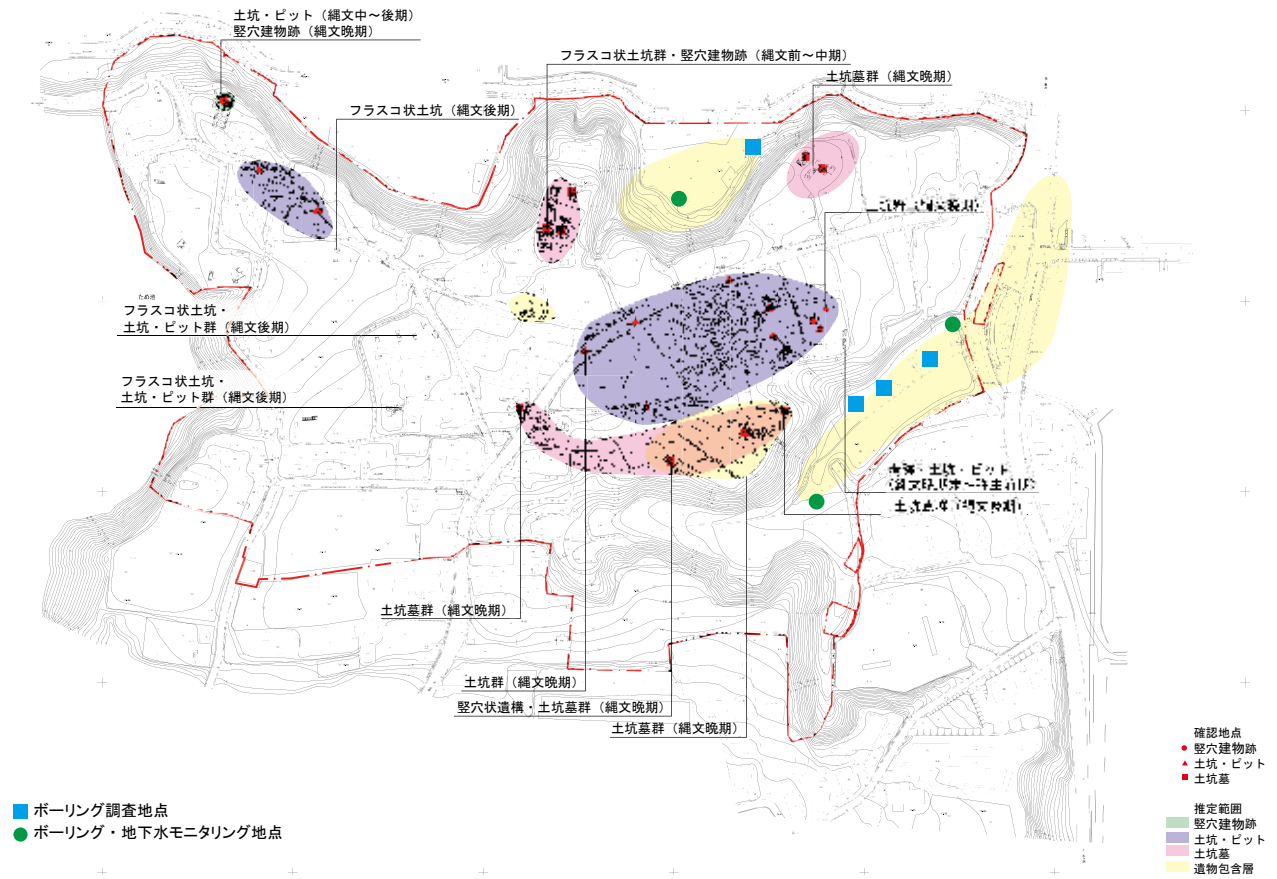 土坑・ピット（縄文中～後期）
竪穴建物跡（縄文晩期）
フラスコ状土坑群・竪穴建物跡（縄文前～中期）
土坑墓群（縄文晩期）
フラスコ状土坑（縄文後期）
ため池
フラスコ状土坑・
土坑・ピット群（縄文後期）
フラスコ状土坑・
土坑・ピット群（縄文後期）
土坑・ピット
土坑墓群（縄文晩期）
土坑群（縄文晩期）
竪穴状遺構・土坑墓群（縄文晩期）
土坑墓群（縄文晩期）
確認地点
竪穴建物跡
土坑・ピット
土坑墓
推定範囲
竪穴建物跡
土坑・ピット
土坑墓
遺物包含層
ボーリング調査地点
ボーリング・地下水モニタリング地点